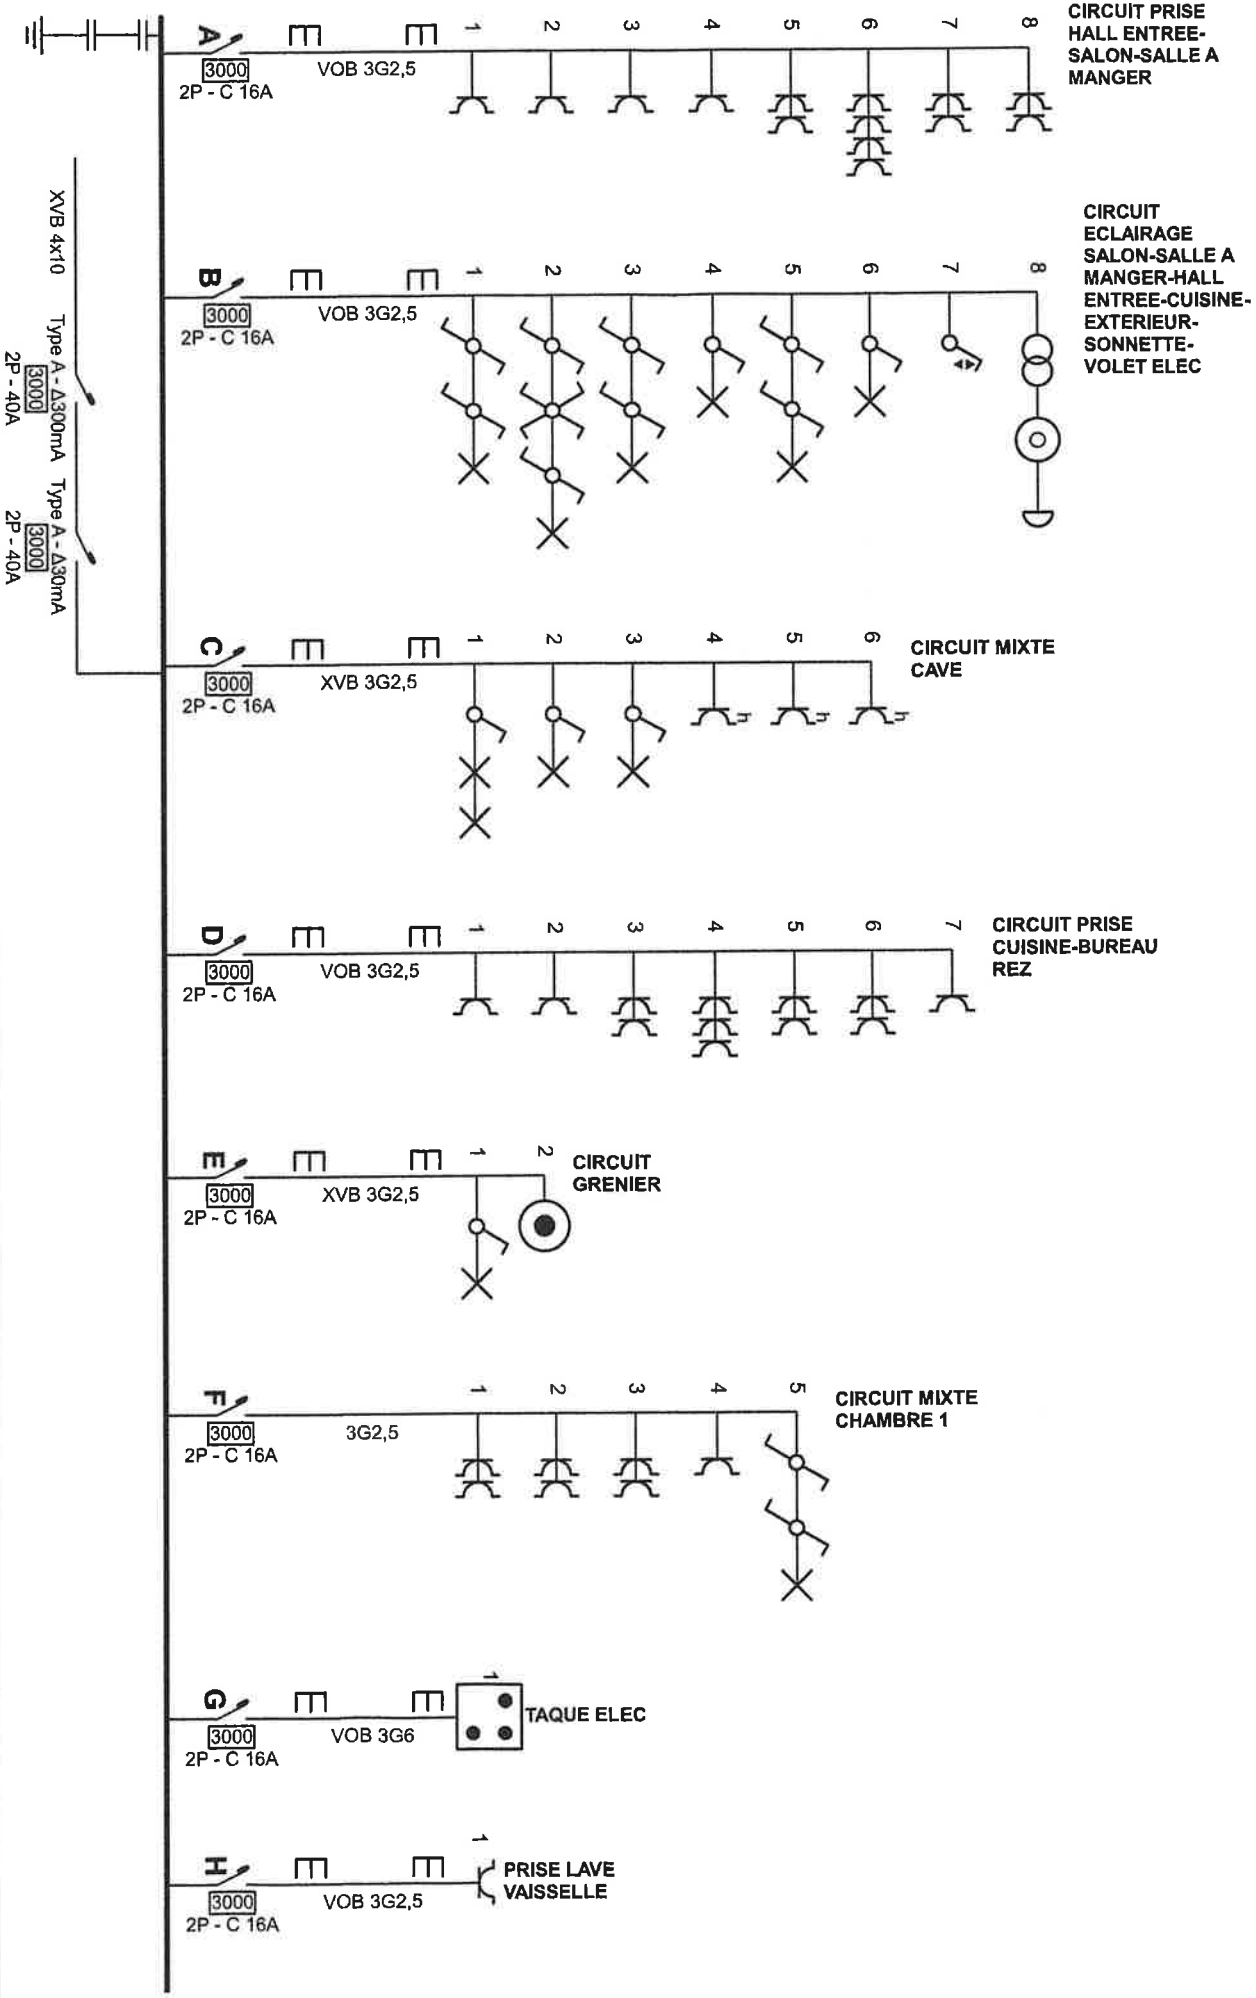 A
3000
2P - C 16A
VOB 3G2,5
1 2 3 4 5 6 7 8
CIRCUIT PRISE
HALL ENTREE-
SALON-SALLE A
MANGER
XVB 4x10
Type A - Δ300mA
3000
2P - 40A
Type A - Δ30mA
3000
2P - 40A
B
3000
2P - C 16A
VOB 3G2,5
1 2 3 4 5 6 7 8
CIRCUIT
ECLAIRAGE
SALON-SALLE A
MANGER-HALL
ENTREE-CUISINE-
EXTERIEUR-
SONNETTE-
VOLET ELEC
C
3000
2P - C 16A
XVB 3G2,5
1 2 3 4 5 6
h h h
CIRCUIT MIXTE
CAVE
D
3000
2P - C 16A
VOB 3G2,5
1 2 3 4 5 6 7
CIRCUIT PRISE
CUISINE-BUREAU
REZ
E
3000
2P - C 16A
XVB 3G2,5
1 2
CIRCUIT
GRENIER
F
3000
2P - C 16A
3G2,5
1 2 3 4 5
CIRCUIT MIXTE
CHAMBRE 1
G
3000
2P - C 16A
VOB 3G6
1
TAQUE ELEC
H
3000
2P - C 16A
VOB 3G2,5
1
PRISE LAVE
VAISSELLE